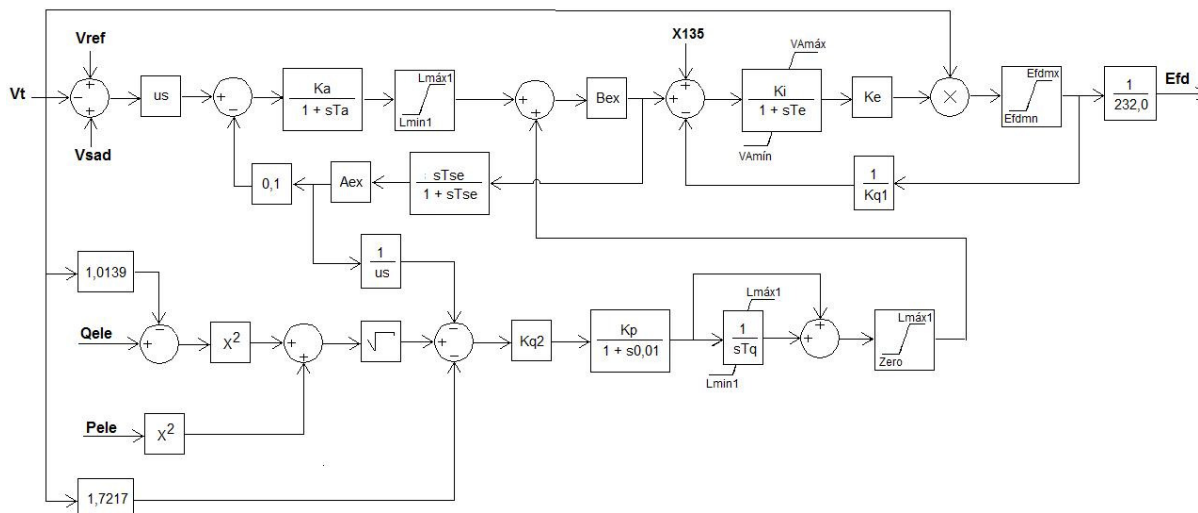 Vref
X135
VAmáx
Vt
+
-
+
us
+
-
Ka
1 + sTa
Lmáx1
Lmin1
+
+
Bex
+
+
-
Ki
1 + sTe
VAmín
Ke
×
Efdmx
Efdmn
1
232,0
Efd
Vsad
0,1
Aex
sTse
1 + sTse
1
Kq1
1,0139
1
us
Lmáx1
Qele
-
+
X²
+
+
√
-
+
-
Kq2
Kp
1 + s0,01
1
sTq
Lmin1
+
+
Lmáx1
Zero
Pele
X²
1,7217